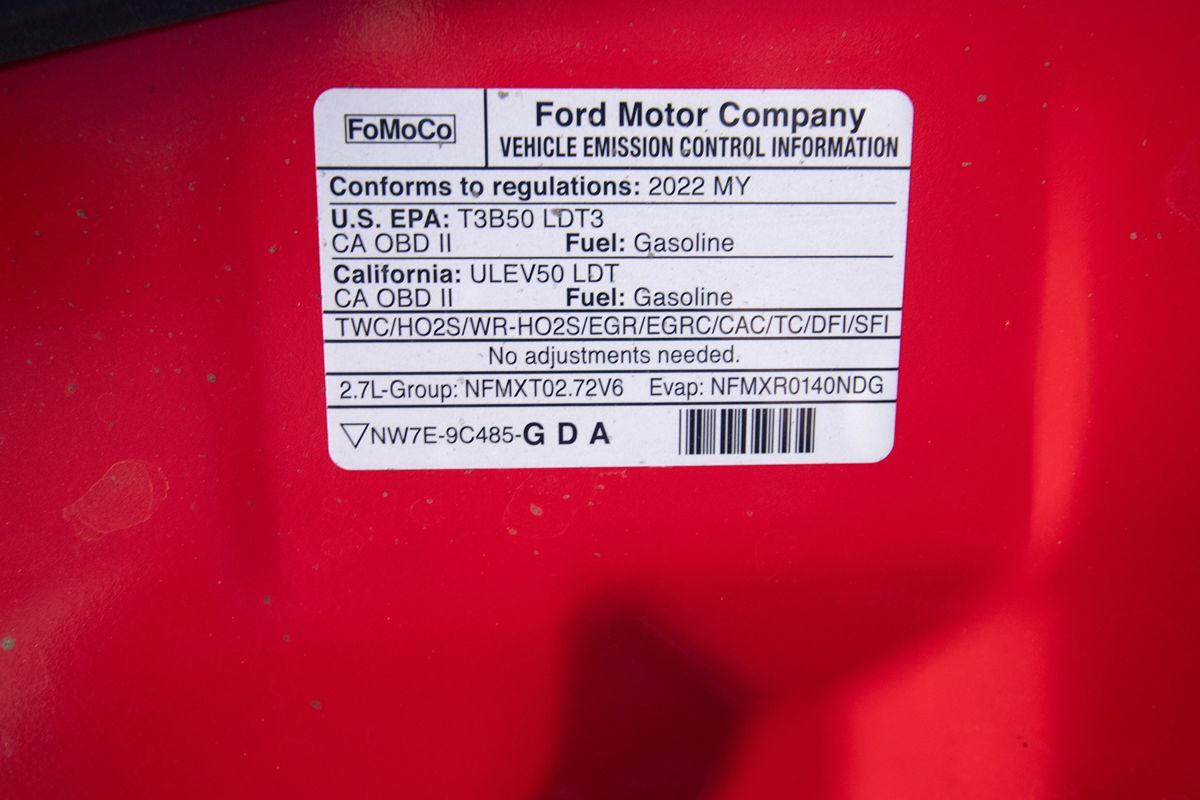 FoMoCo
Ford Motor Company
VEHICLE EMISSION CONTROL INFORMATION
Conforms to regulations: 2022 MY
U.S. EPA: T3B50 LDT3
CA OBD II Fuel: Gasoline
California: ULEV50 LDT
CA OBD II Fuel: Gasoline
TWC/HO2S/WR-HO2S/EGR/EGRC/CAC/TC/DFI/SFI
No adjustments needed.
2.7L-Group: NFMXT02.72V6 Evap: NFMXR0140NDG
NW7E-9C485-G D A